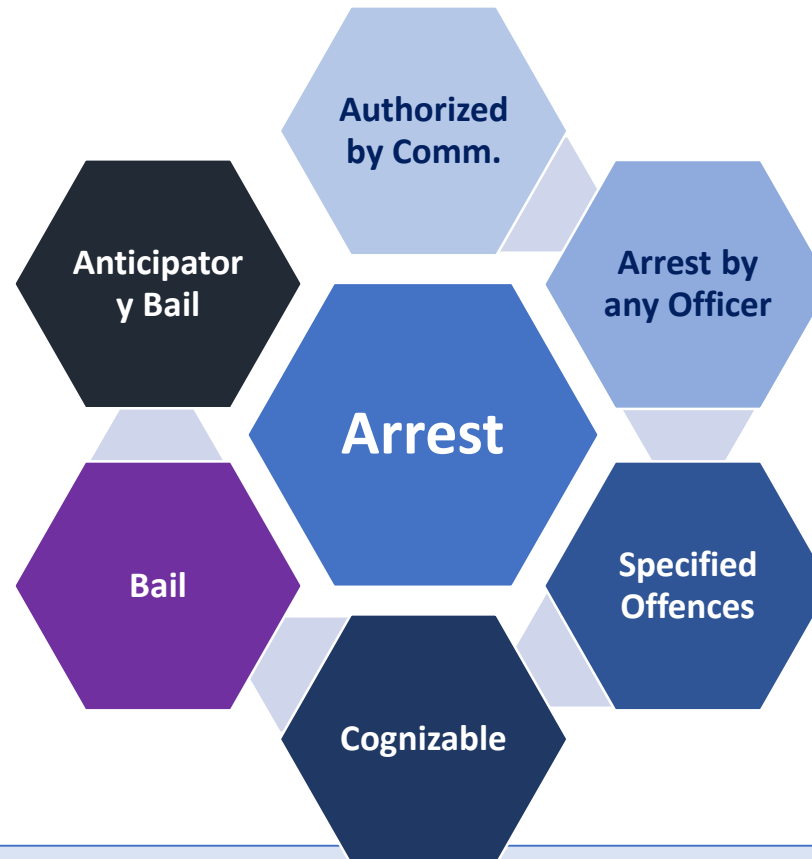 Authorized
by Comm.
Arrest by
any Officer
Specified
Offences
Cognizable
Bail
Anticipator
y Bail
Arrest